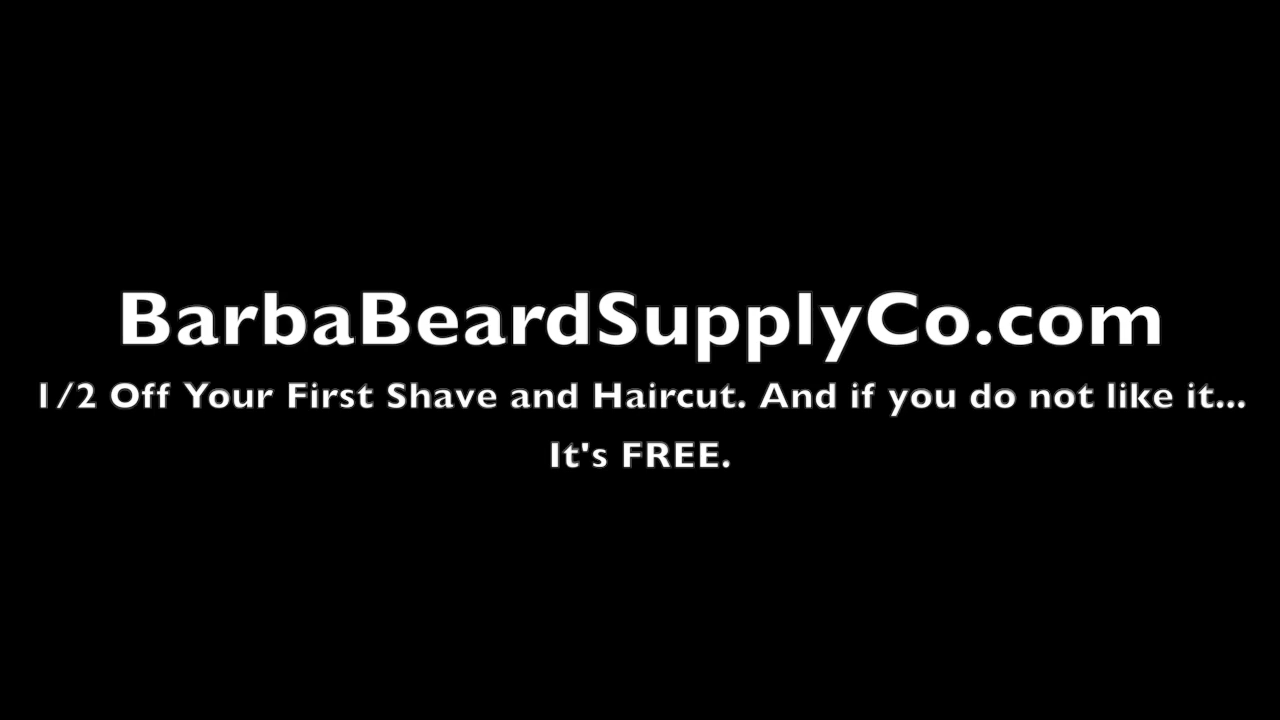 BarbaBeardSupplyCo.com
1/2 Off Your First Shave and Haircut. And if you do not like it...
It's FREE.